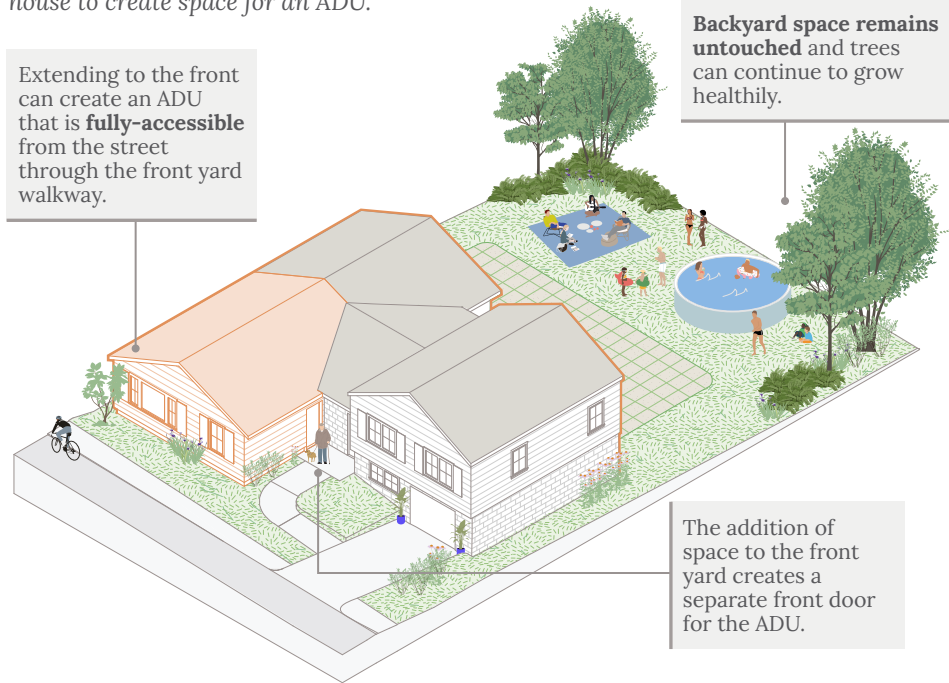 house to create space for an ADU.
Backyard space remains
untouched and trees
can continue to grow
healthily.
Extending to the front
can create an ADU
that is fully-accessible
from the street
through the front yard
walkway.
The addition of
space to the front
yard creates a
separate front door
for the ADU.